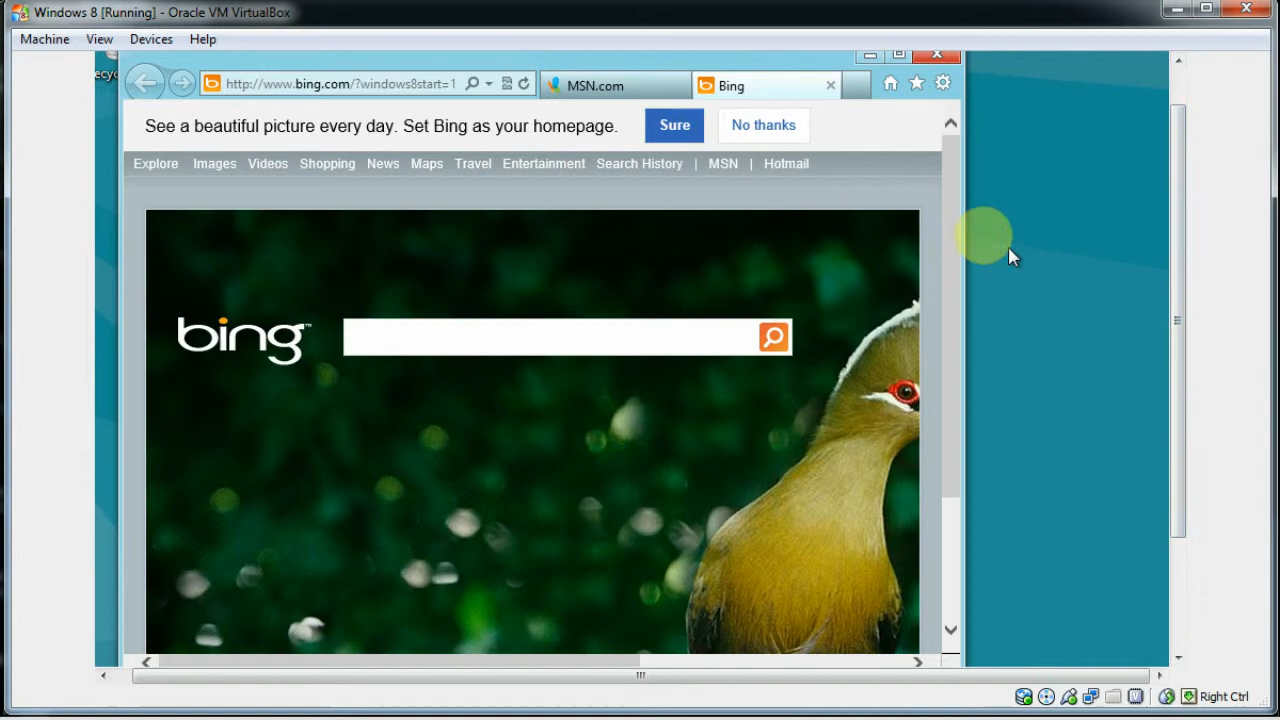 Windows 8 [Running] - Oracle VM VirtualBox
Machine View Devices Help
ecyc
http://www.bing.com/?windows8start=1
MSN.com
Bing
See a beautiful picture every day. Set Bing as your homepage. Sure No thanks
Explore Images Videos Shopping News Maps Travel Entertainment Search History | MSN | Hotmail
bing™
Right Ctrl